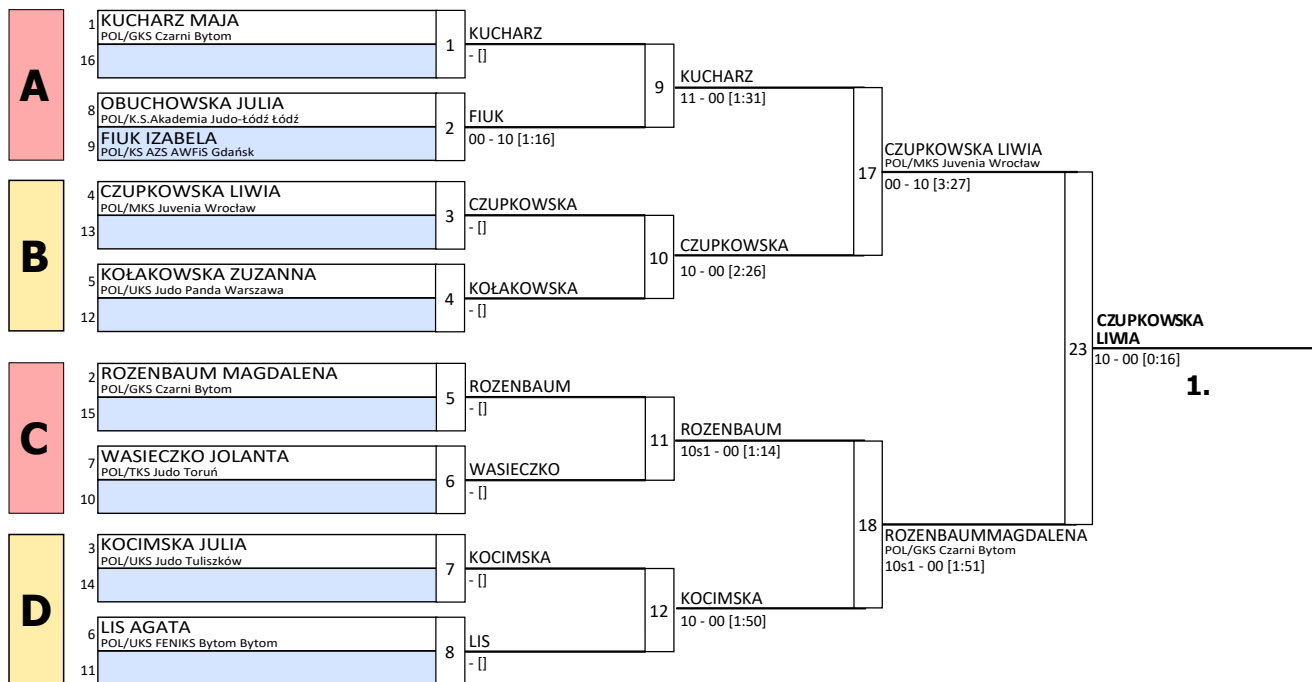 A
1 KUCHARZ MAJA
POL/GKS Czarni Bytom
16
1
KUCHARZ
- []
8 OBUCHOWSKA JULIA
POL/K.S.Akademia Judo-Łódź Łódź
9 FIUK IZABELA
POL/KS AZS AWFiS Gdańsk
2
FIUK
00 - 10 [1:16]
9
KUCHARZ
11 - 00 [1:31]
B
4 CZUPKOWSKA LIWIA
POL/MKS Juvenia Wrocław
13
3
CZUPKOWSKA
- []
5 KOŁAKOWSKA ZUZANNA
POL/UKS Judo Panda Warszawa
12
4
KOŁAKOWSKA
- []
10
CZUPKOWSKA
10 - 00 [2:26]
17
CZUPKOWSKA LIWIA
POL/MKS Juvenia Wrocław
00 - 10 [3:27]
C
2 ROZENBAUM MAGDALENA
POL/GKS Czarni Bytom
15
5
ROZENBAUM
- []
7 WASIECZKO JOLANTA
POL/TKS Judo Toruń
10
6
WASIECZKO
- []
11
ROZENBAUM
10s1 - 00 [1:14]
D
3 KOCIMSKA JULIA
POL/UKS Judo Tuliszków
14
7
KOCIMSKA
- []
6 LIS AGATA
POL/UKS FENIKS Bytom Bytom
11
8
LIS
- []
12
KOCIMSKA
10 - 00 [1:50]
18
ROZENBAUMMAGDALENA
POL/GKS Czarni Bytom
10s1 - 00 [1:51]
23
CZUPKOWSKA
LIWIA
10 - 00 [0:16]
1.